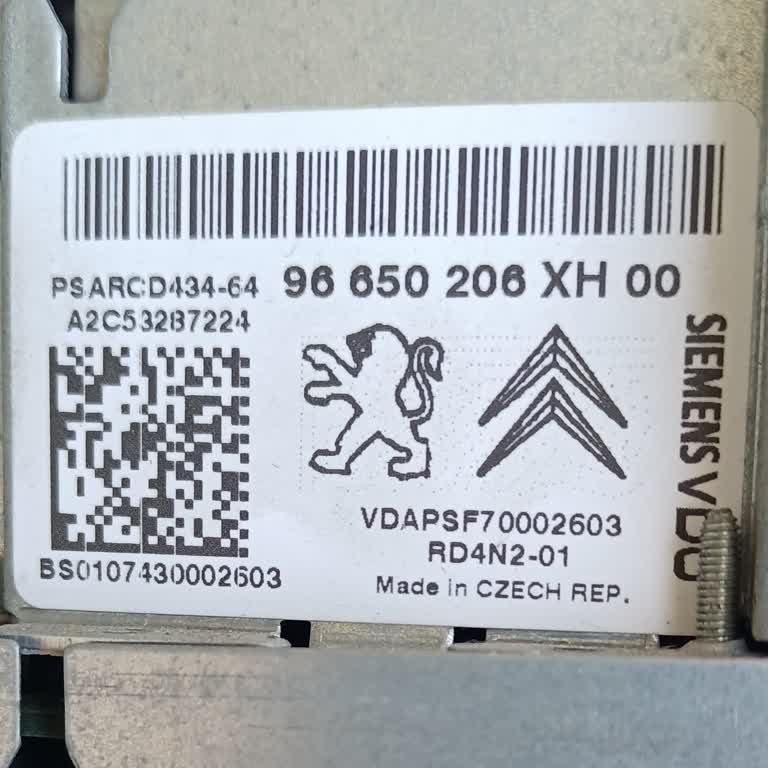 PSARCD434-64
96 650 206 XH 00
A2C53287224
SIEMENS VDO
VDAPSF70002603
RD4N2-01
BS0107430002603
Made in CZECH REP.